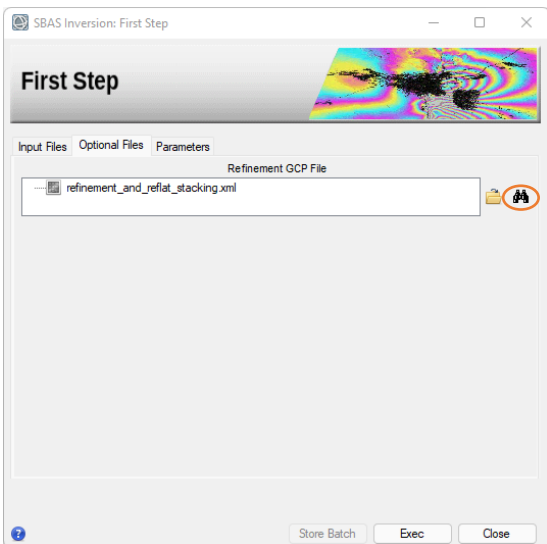 SBAS Inversion: First Step
First Step
Input Files Optional Files Parameters
Refinement GCP File
refinement_and_reflat_stacking.xml
?
Store Batch Exec Close